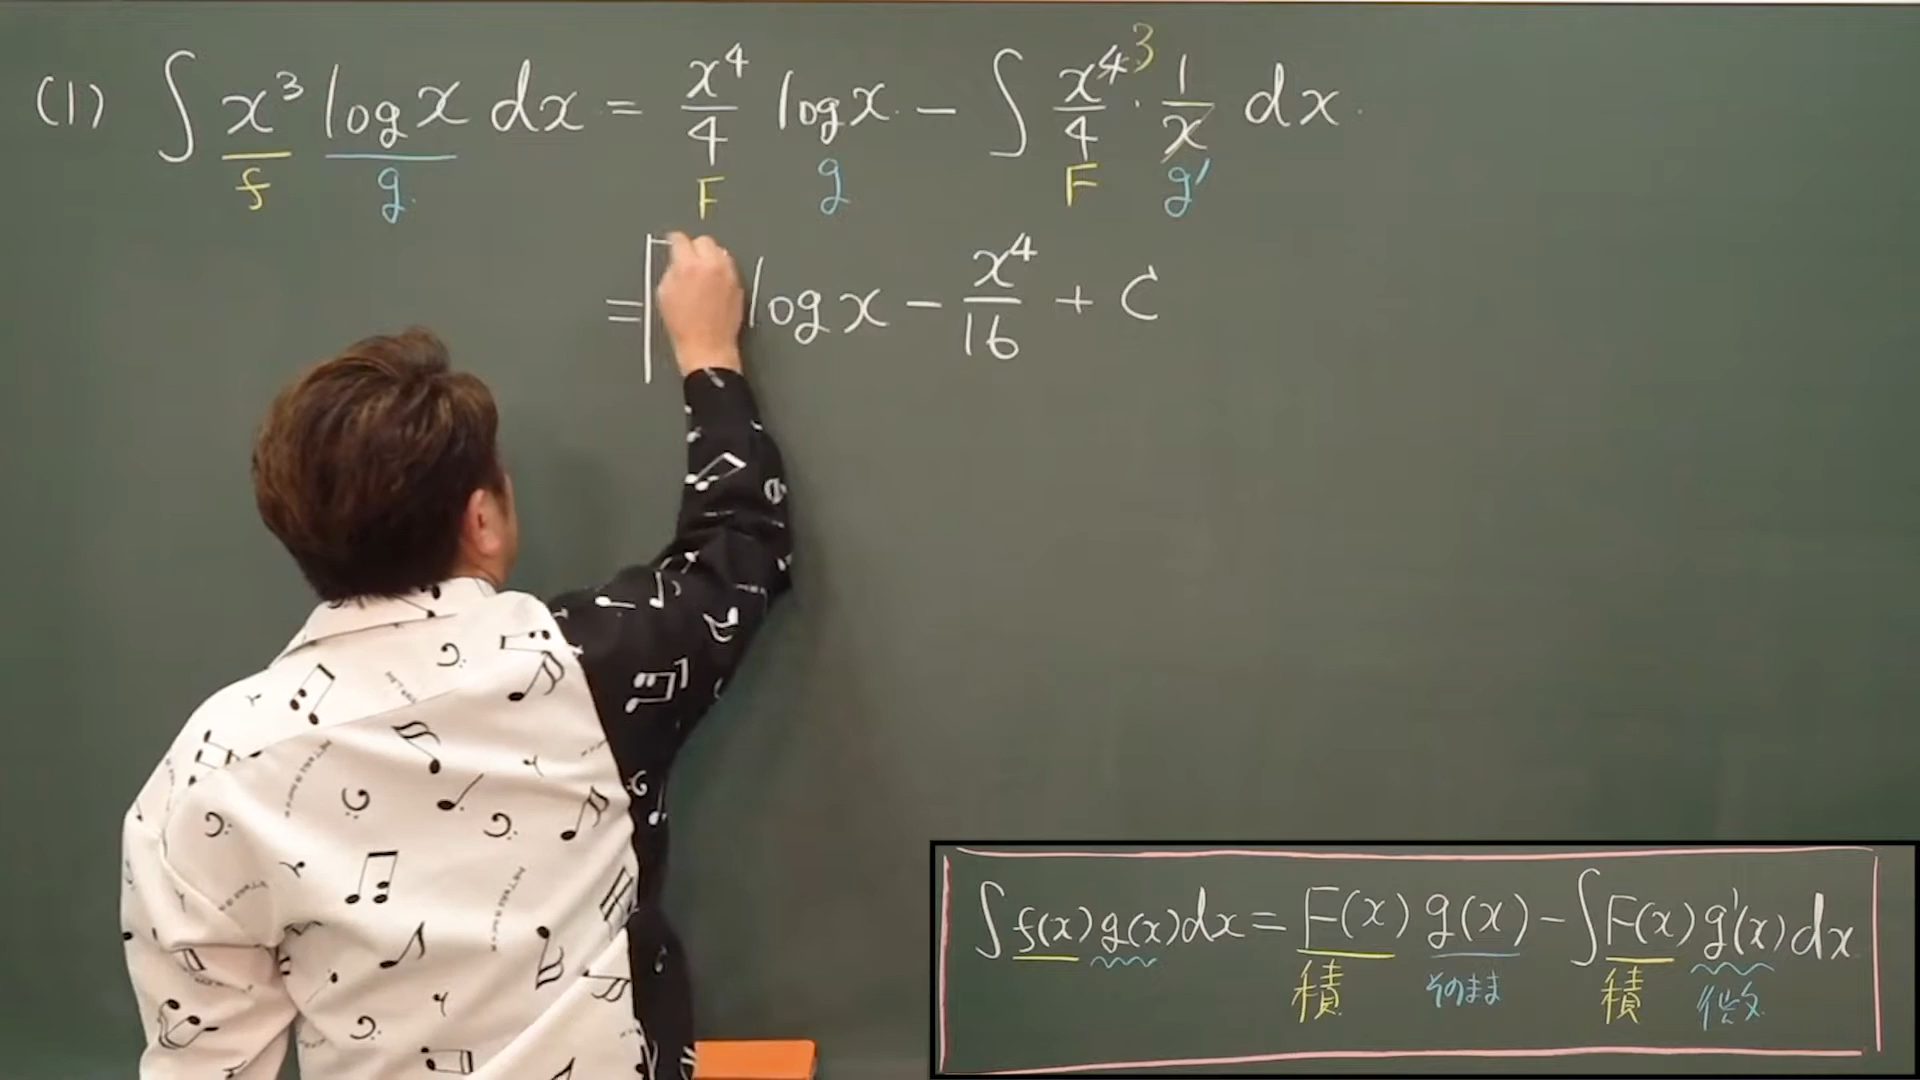 (1) ∫ x³ log x dx = x⁴/4 log x - ∫ x⁴/4 · 1/x dx
3
f g F g F g'
= log x - x⁴/16 + C
∫ f(x) g(x) dx = F(x) g(x) - ∫ F(x) g'(x) dx
積 そのまま 積 微